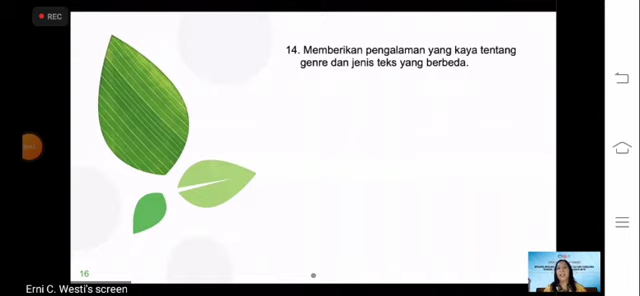 REC
14. Memberikan pengalaman yang kaya tentang
genre dan jenis teks yang berbeda.
16
Erni C. Westi's screen